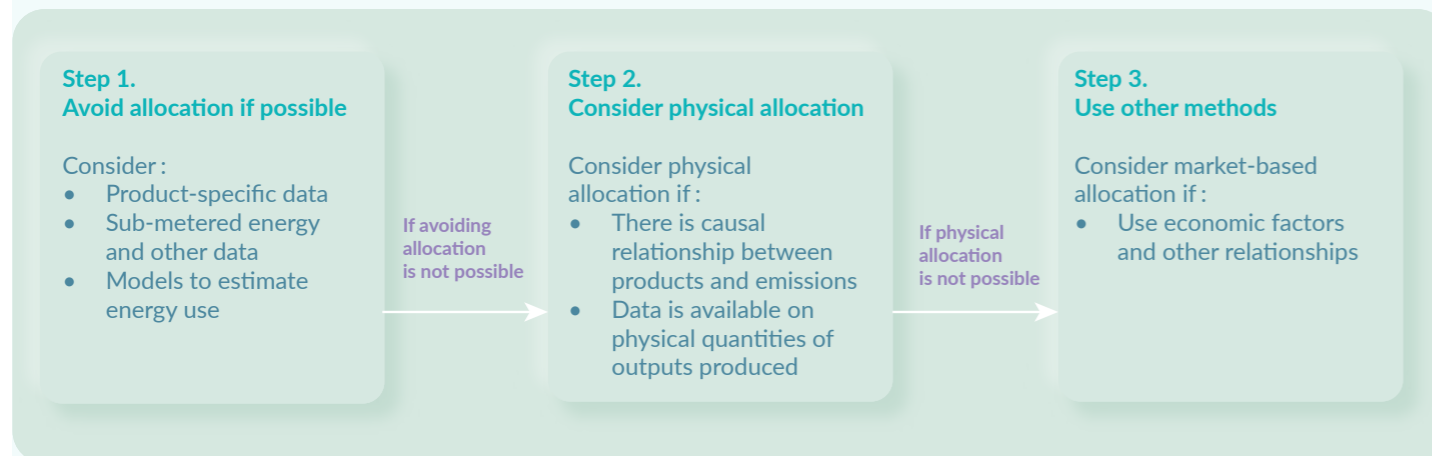 Step 1.
Avoid allocation if possible
Consider :
• Product-specific data
• Sub-metered energy
and other data
• Models to estimate
energy use
If avoiding
allocation
is not possible
Step 2.
Consider physical allocation
Consider physical
allocation if :
• There is causal
relationship between
products and emissions
• Data is available on
physical quantities of
outputs produced
If physical
allocation
is not possible
Step 3.
Use other methods
Consider market-based
allocation if :
• Use economic factors
and other relationships